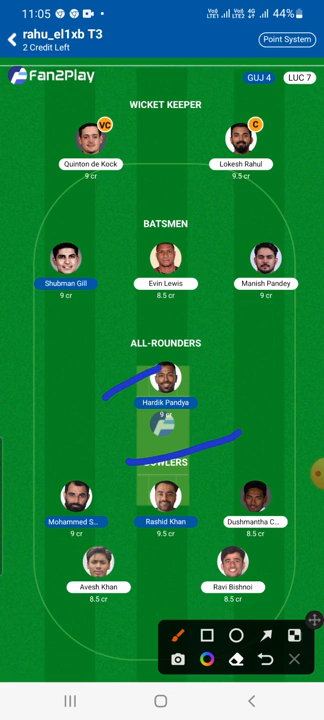 11:05
44%
rahu_el1xb T3
2 Credit Left
Point System
Fan2Play
GUJ 4
LUC 7
WICKET KEEPER
VC
C
Quinton de Kock
Lokesh Rahul
9 cr
9.5 cr
BATSMEN
Shubman Gill
Evin Lewis
Manish Pandey
9 cr
8.5 cr
9 cr
ALL-ROUNDERS
Hardik Pandya
9 cr
BOWLERS
Mohammed S...
Rashid Khan
Dushmantha C...
9 cr
9.5 cr
8.5 cr
Avesh Khan
Ravi Bishnoi
8.5 cr
8.5 cr